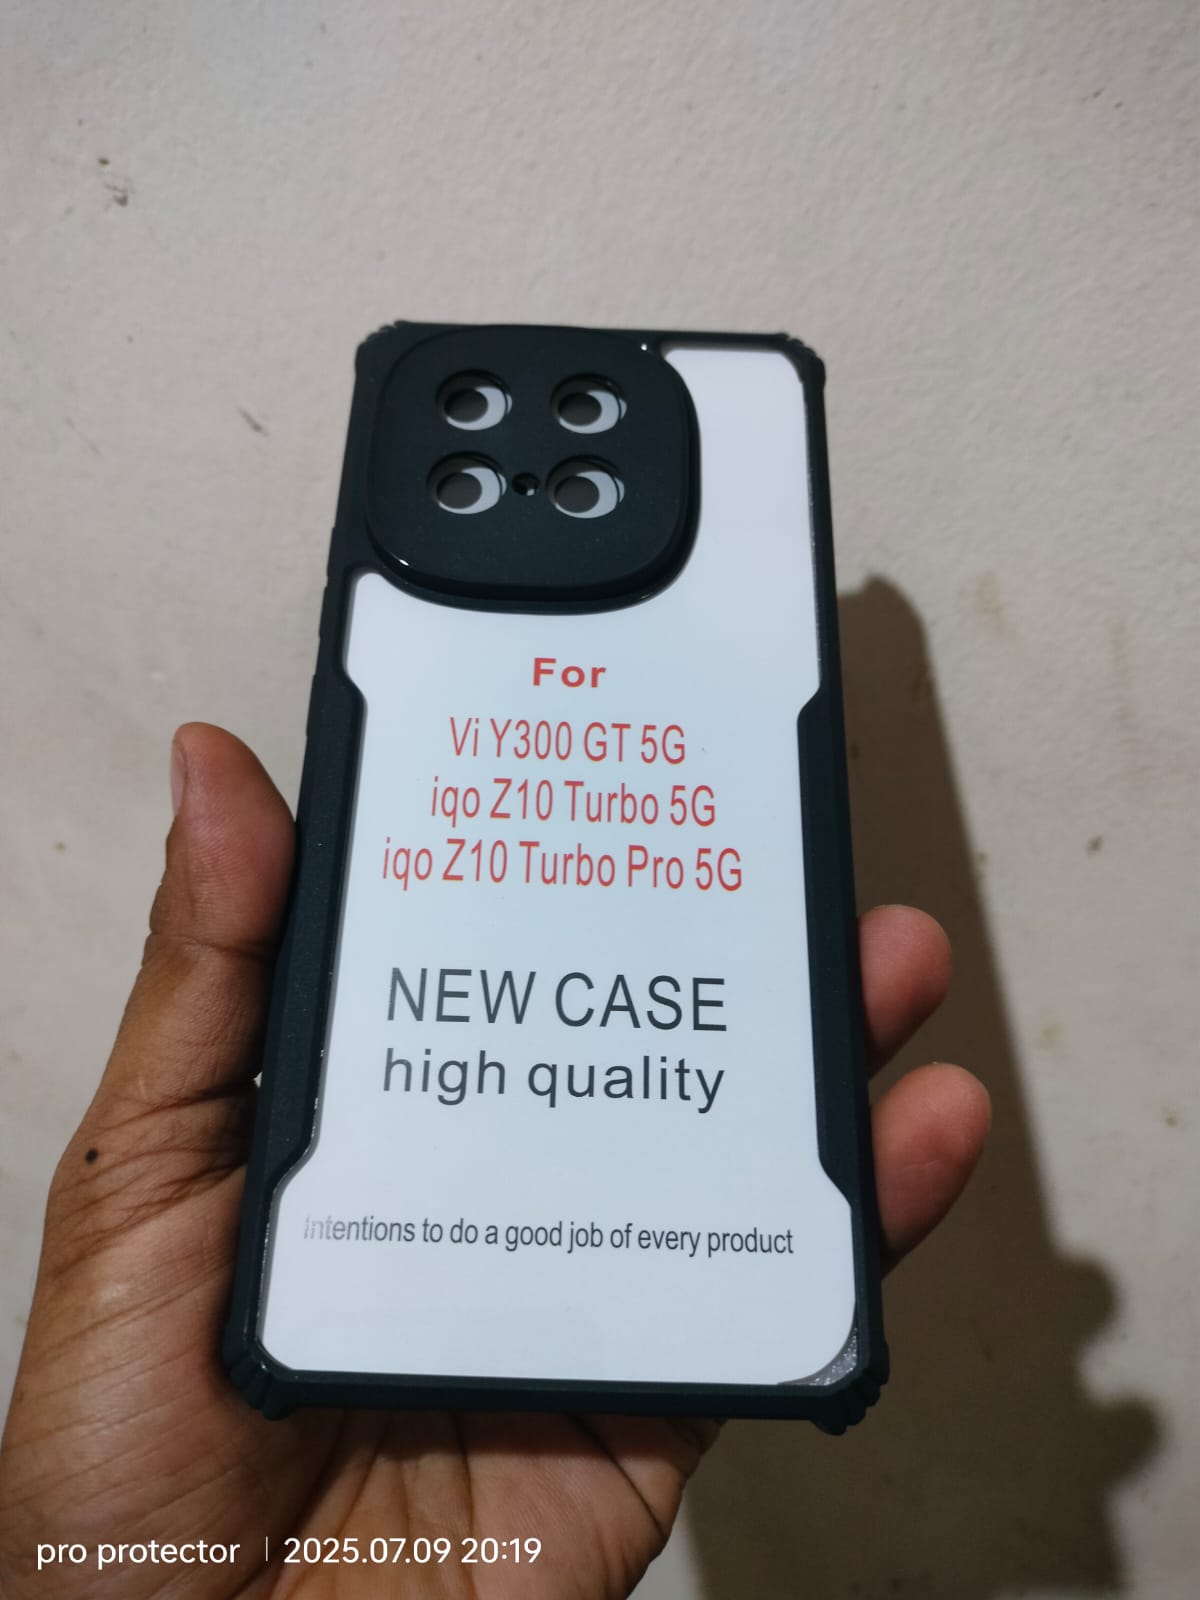 For
Vi Y300 GT 5G
iqo Z10 Turbo 5G
iqo Z10 Turbo Pro 5G
NEW CASE
high quality
Intentions to do a good job of every product
pro protector | 2025.07.09 20:19